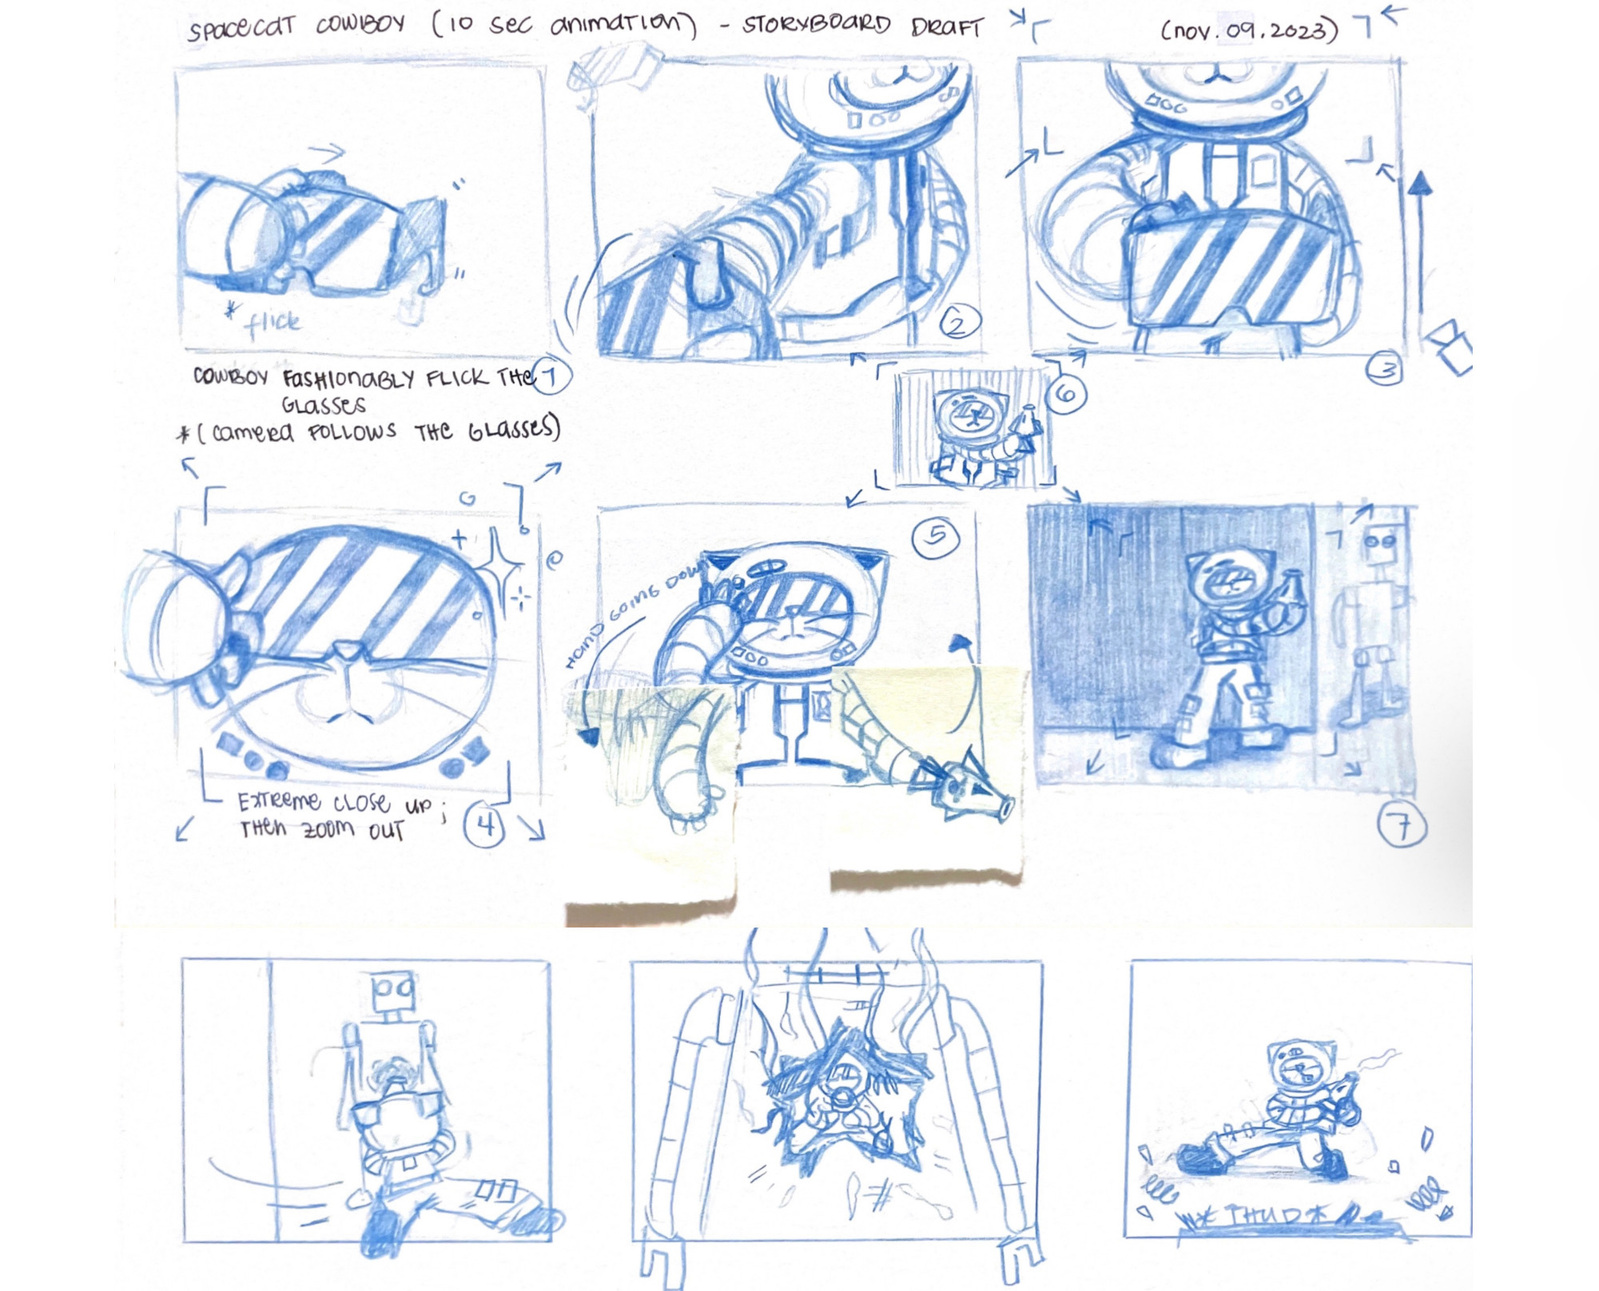 SPACECAT COWBOY (10 SEC ANIMATION) - STORYBOARD DRAFT
(NOV. 09. 2023)
* flick
1
2
3
COWBOY FASHIONABLY FLICK THE
GLASSES
*(CAMERA FOLLOWS THE GLASSES)
6
5
HAND GOING DOWN
EXTREME CLOSE UP ;
THEN ZOOM OUT
4
7
* THUD *